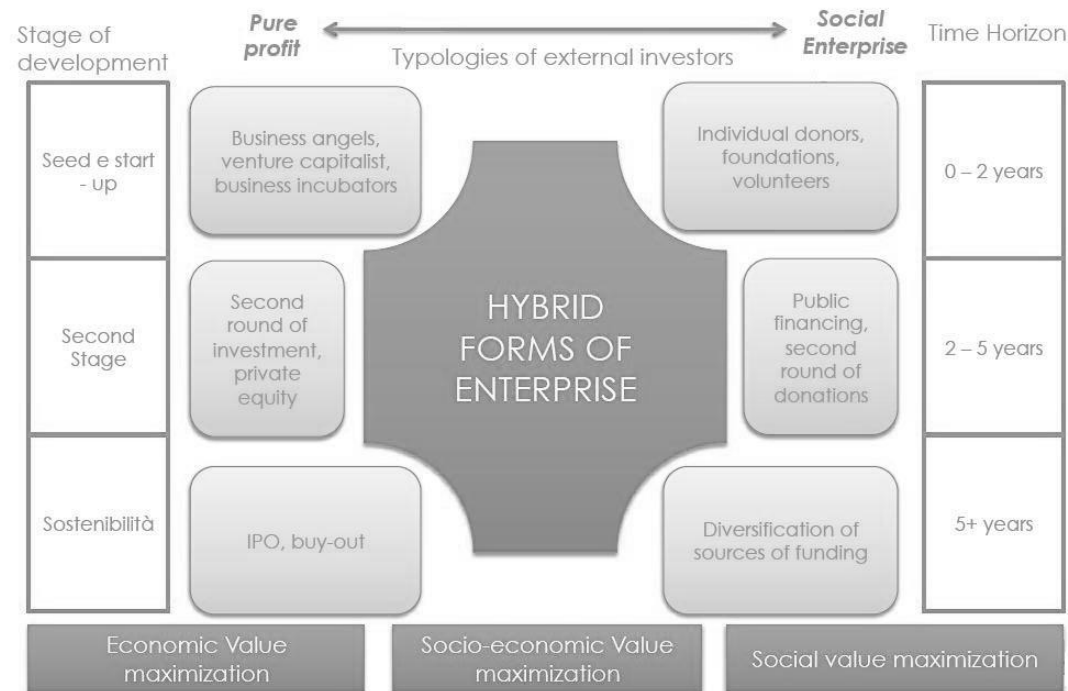 Stage of
development
Pure
profit
Typologies of external investors
Social
Enterprise
Time Horizon
Seed e start
- up
Business angels,
venture capitalist,
business incubators
Individual donors,
foundations,
volunteers
0 – 2 years
Second
Stage
Second
round of
investment,
private
equity
HYBRID
FORMS OF
ENTERPRISE
Public
financing,
second
round of
donations
2 – 5 years
Sostenibilità
IPO, buy-out
Diversification of
sources of funding
5+ years
Economic Value
maximization
Socio-economic Value
maximization
Social value maximization